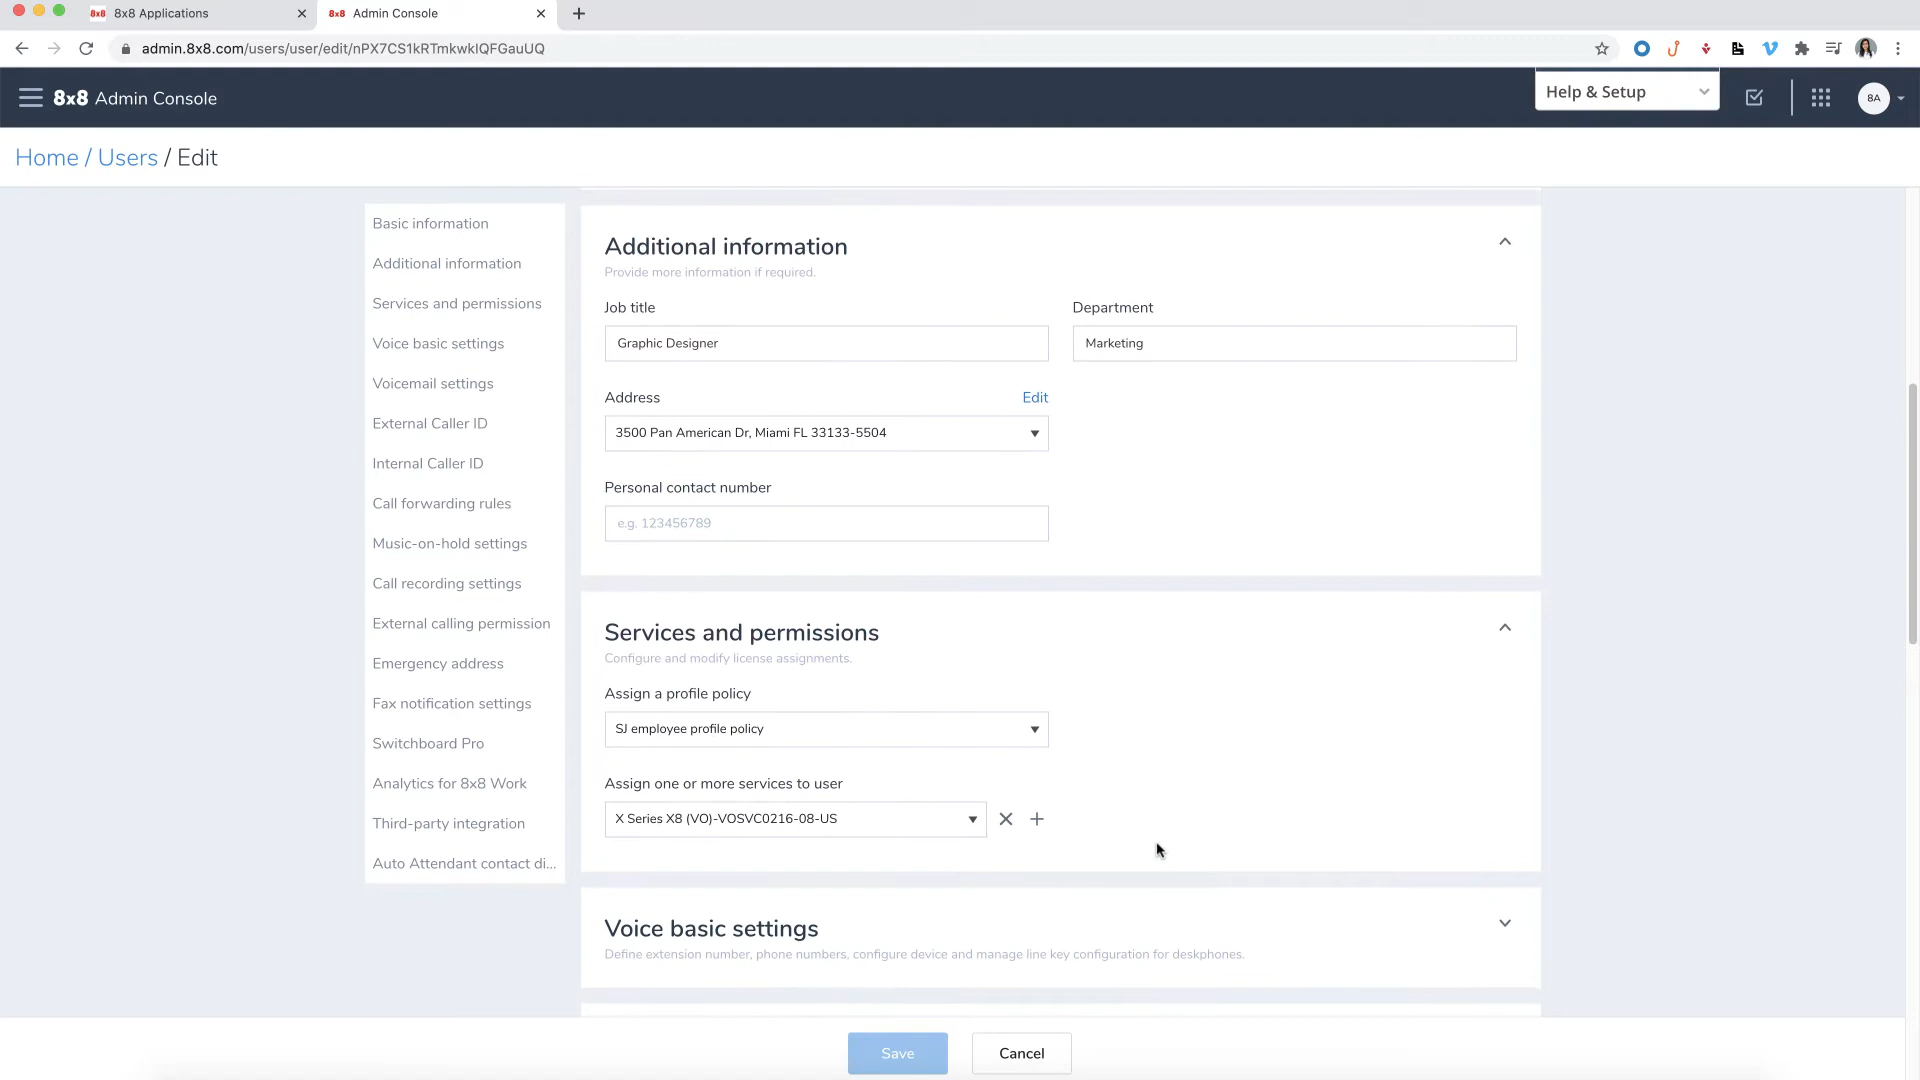 8x8 8x8 Applications
8x8 Admin Console
admin.8x8.com/users/user/edit/nPX7CS1kRTmkwkIQFGauUQ
8x8 Admin Console
Help & Setup
8A
Home / Users / Edit
Basic information
Additional information
Services and permissions
Voice basic settings
Voicemail settings
External Caller ID
Internal Caller ID
Call forwarding rules
Music-on-hold settings
Call recording settings
External calling permission
Emergency address
Fax notification settings
Switchboard Pro
Analytics for 8x8 Work
Third-party integration
Auto Attendant contact di...
Additional information
Provide more information if required.
Job title
Department
Graphic Designer
Marketing
Address
Edit
3500 Pan American Dr, Miami FL 33133-5504
Personal contact number
e.g. 123456789
Services and permissions
Configure and modify license assignments.
Assign a profile policy
SJ employee profile policy
Assign one or more services to user
X Series X8 (VO)-VOSVC0216-08-US
Voice basic settings
Define extension number, phone numbers, configure device and manage line key configuration for deskphones.
Save
Cancel